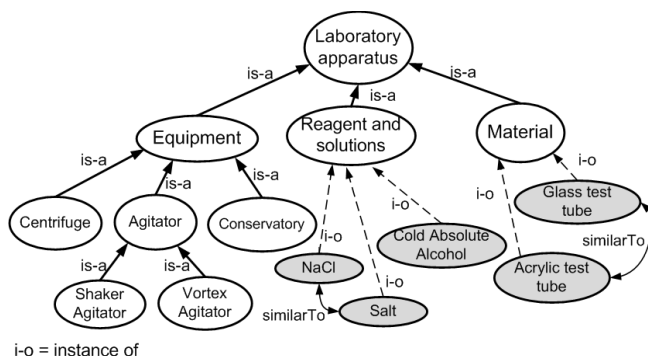 Laboratory
apparatus
is-a
is-a
is-a
Equipment
Reagent and
solutions
Material
is-a
is-a
is-a
i-o
i-o
Glass test
tube
Centrifuge
Agitator
Conservatory
i-o
i-o
Cold Absolute
Alcohol
similarTo
is-a
is-a
NaCl
i-o
Acrylic test
tube
Shaker
Agitator
Vortex
Agitator
similarTo
Salt
i-o = instance of